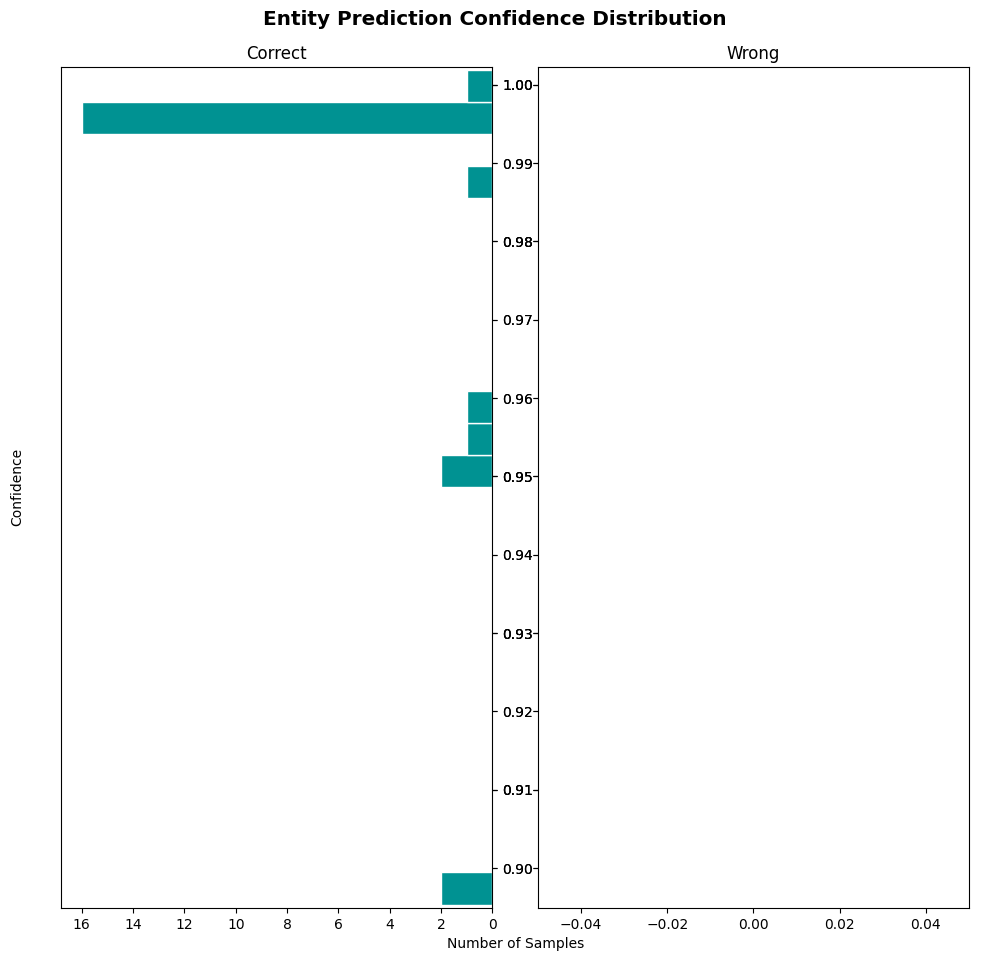 Entity Prediction Confidence Distribution
Correct
Wrong
1.00
0.99
0.98
0.97
0.96
0.95
0.94
0.93
0.92
0.91
0.90
Confidence
16 14 12 10 8 6 4 2 0
−0.04 −0.02 0.00 0.02 0.04
Number of Samples